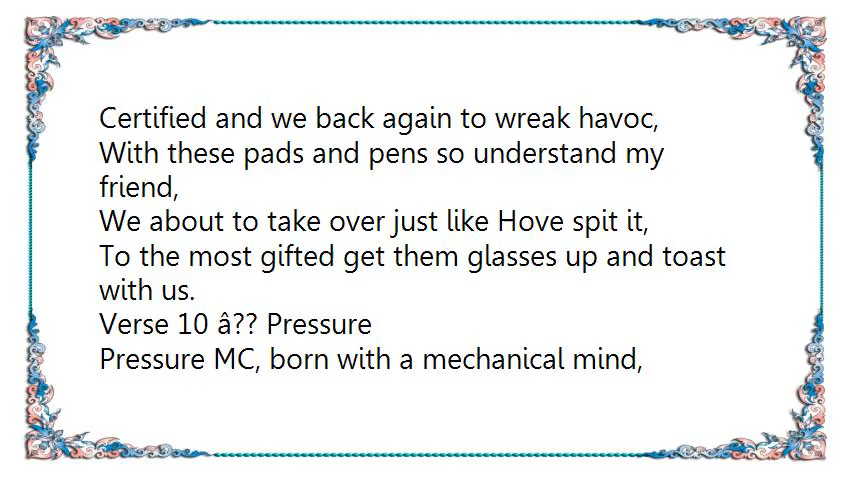 Certified and we back again to wreak havoc,
With these pads and pens so understand my
friend,
We about to take over just like Hove spit it,
To the most gifted get them glasses up and toast
with us.
Verse 10 â?? Pressure
Pressure MC, born with a mechanical mind,